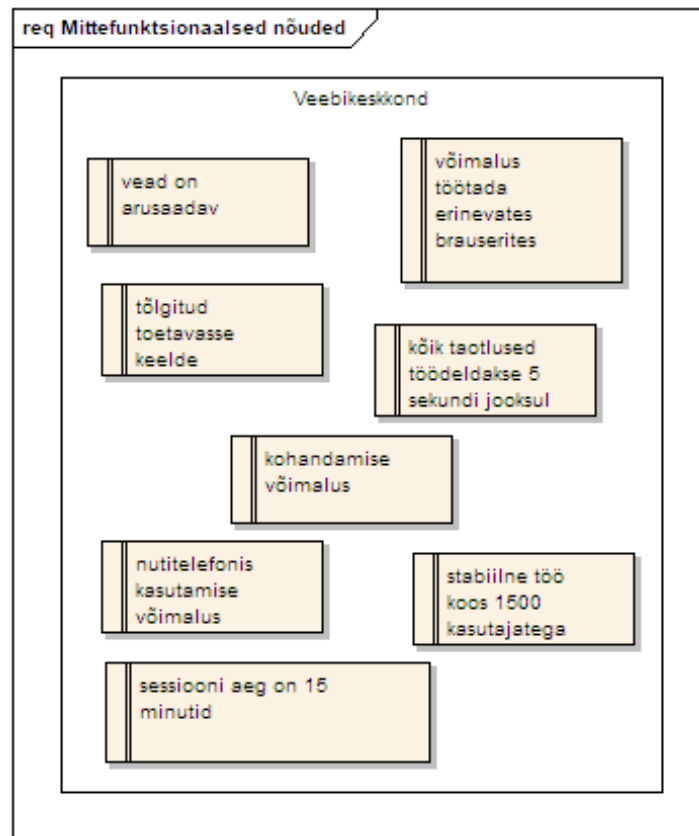 req Mittefunktsionaalsed nõuded
Veebikeskkond
vead on
arusaadav
võimalus
töötada
erinevates
brauserites
tõlgitud
toetavasse
keelde
kõik taotlused
töödeldakse 5
sekundi jooksul
kohandamise
võimalus
nutitelefonis
kasutamise
võimalus
stabiilne töö
koos 1500
kasutajatega
sessiooni aeg on 15
minutid